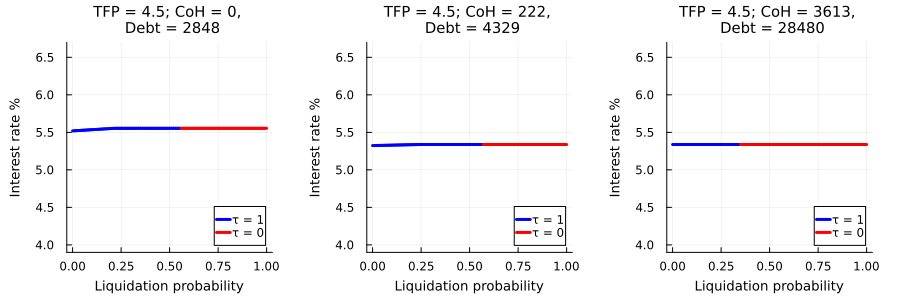 TFP = 4.5; CoH = 0,
Debt = 2848
Interest rate %
6.5
6.0
5.5
5.0
4.5
4.0
τ = 1
τ = 0
0.00 0.25 0.50 0.75 1.00
Liquidation probability
TFP = 4.5; CoH = 222,
Debt = 4329
Interest rate %
6.5
6.0
5.5
5.0
4.5
4.0
τ = 1
τ = 0
0.00 0.25 0.50 0.75 1.00
Liquidation probability
TFP = 4.5; CoH = 3613,
Debt = 28480
Interest rate %
6.5
6.0
5.5
5.0
4.5
4.0
τ = 1
τ = 0
0.00 0.25 0.50 0.75 1.00
Liquidation probability